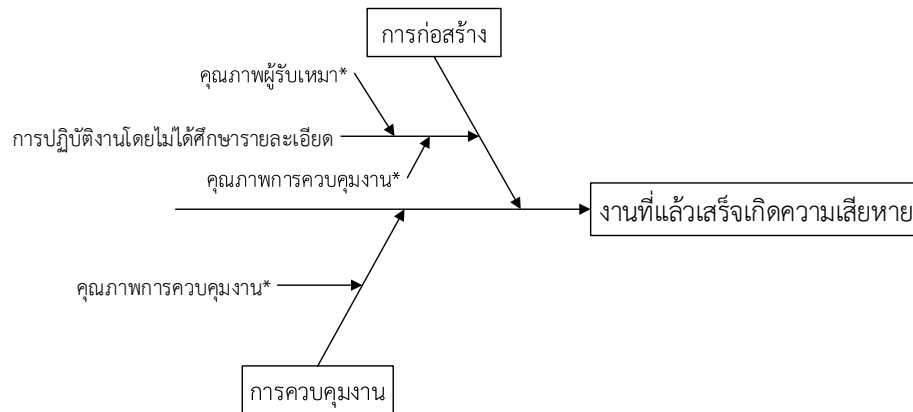 การก่อสร้าง
คุณภาพผู้รับเหมา*
การปฏิบัติงานโดยไม่ได้ศึกษารายละเอียด
คุณภาพการควบคุมงาน*
งานที่แล้วเสร็จเกิดความเสียหาย
คุณภาพการควบคุมงาน*
การควบคุมงาน